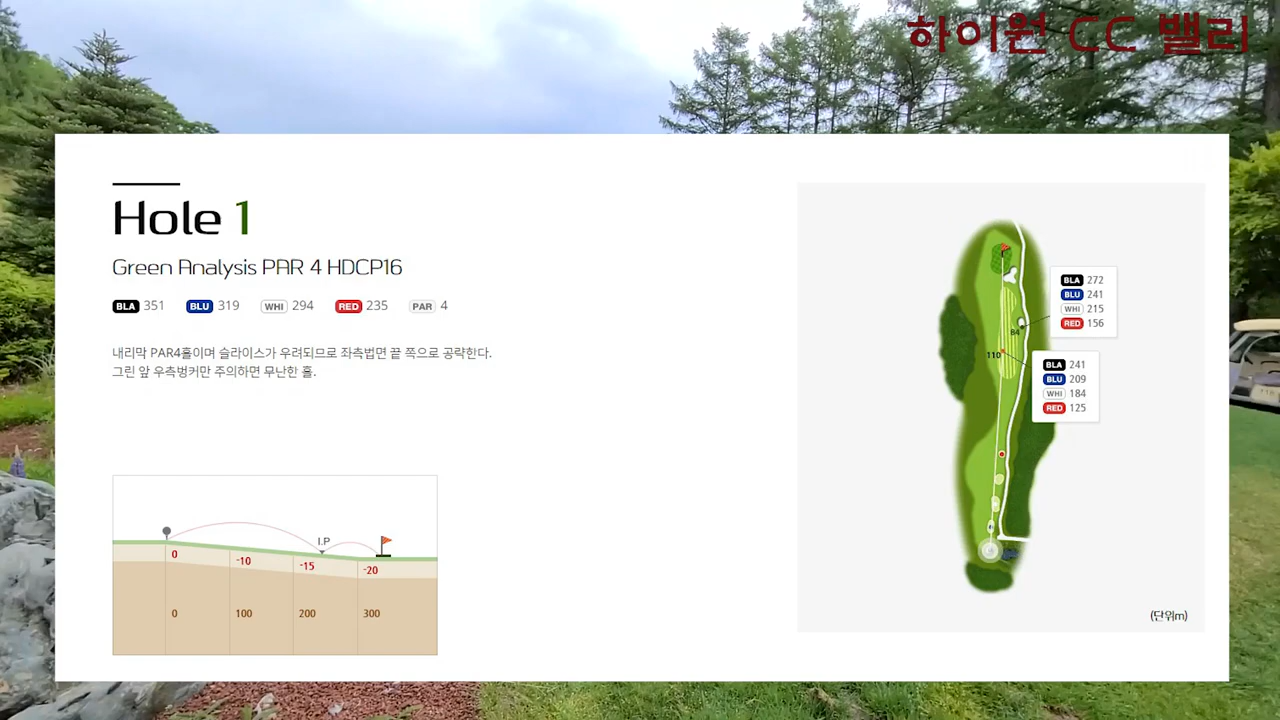 하이원 CC 밸리
Hole 1
Green Analysis PAR 4 HDCP16
BLA 351 BLU 319 WHI 294 RED 235 PAR 4
내리막 PAR4홀이며 슬라이스가 우려되므로 좌측법면 끝 쪽으로 공략한다.
그린 앞 우측벙커만 주의하면 무난한 홀.
I.P
0 -10 -15 -20
0 100 200 300
BLA 272
BLU 241
WHI 215
RED 156
84
110
BLA 241
BLU 209
WHI 184
RED 125
(단위m)